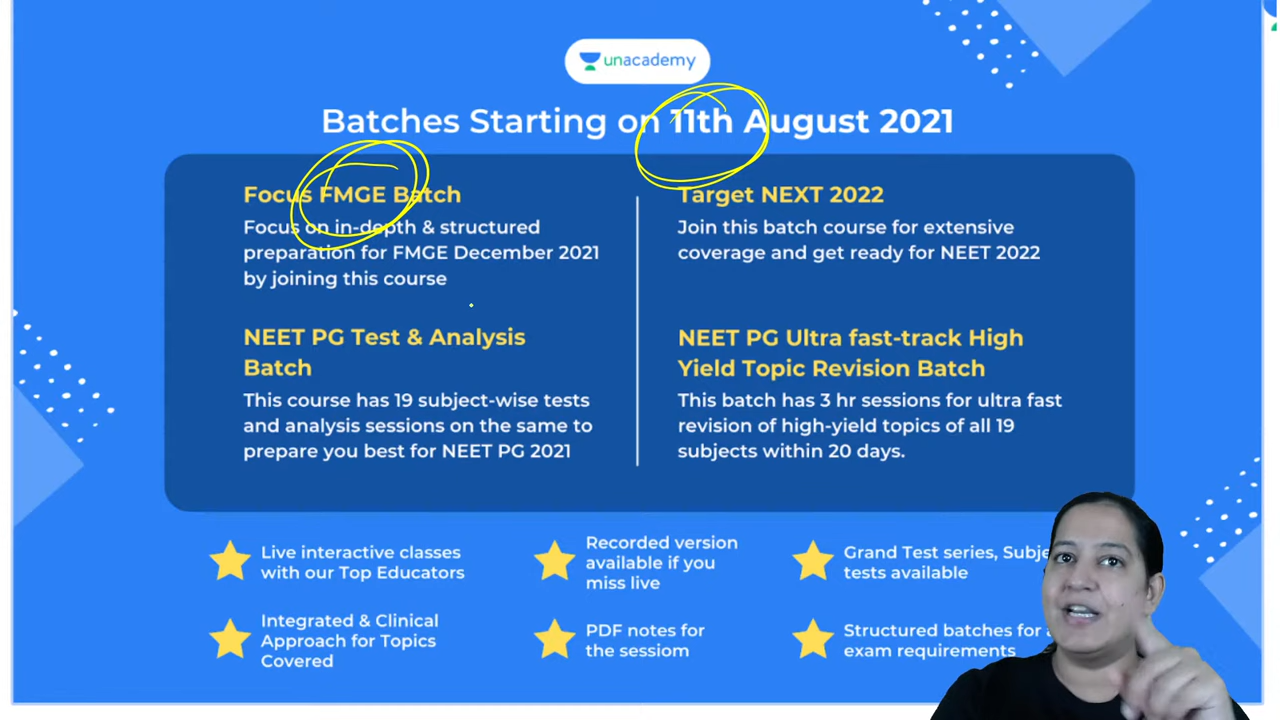 unacademy
Batches Starting on 11th August 2021
Focus FMGE Batch
Focus on in-depth & structured
preparation for FMGE December 2021
by joining this course
Target NEXT 2022
Join this batch course for extensive
coverage and get ready for NEET 2022
NEET PG Test & Analysis
Batch
This course has 19 subject-wise tests
and analysis sessions on the same to
prepare you best for NEET PG 2021
NEET PG Ultra fast-track High
Yield Topic Revision Batch
This batch has 3 hr sessions for ultra fast
revision of high-yield topics of all 19
subjects within 20 days.
Live interactive classes
with our Top Educators
Recorded version
available if you
miss live
Grand Test series,
tests available
Integrated & Clinical
Approach for Topics
Covered
PDF notes for
the sessiom
Structured batches for
exam requirements